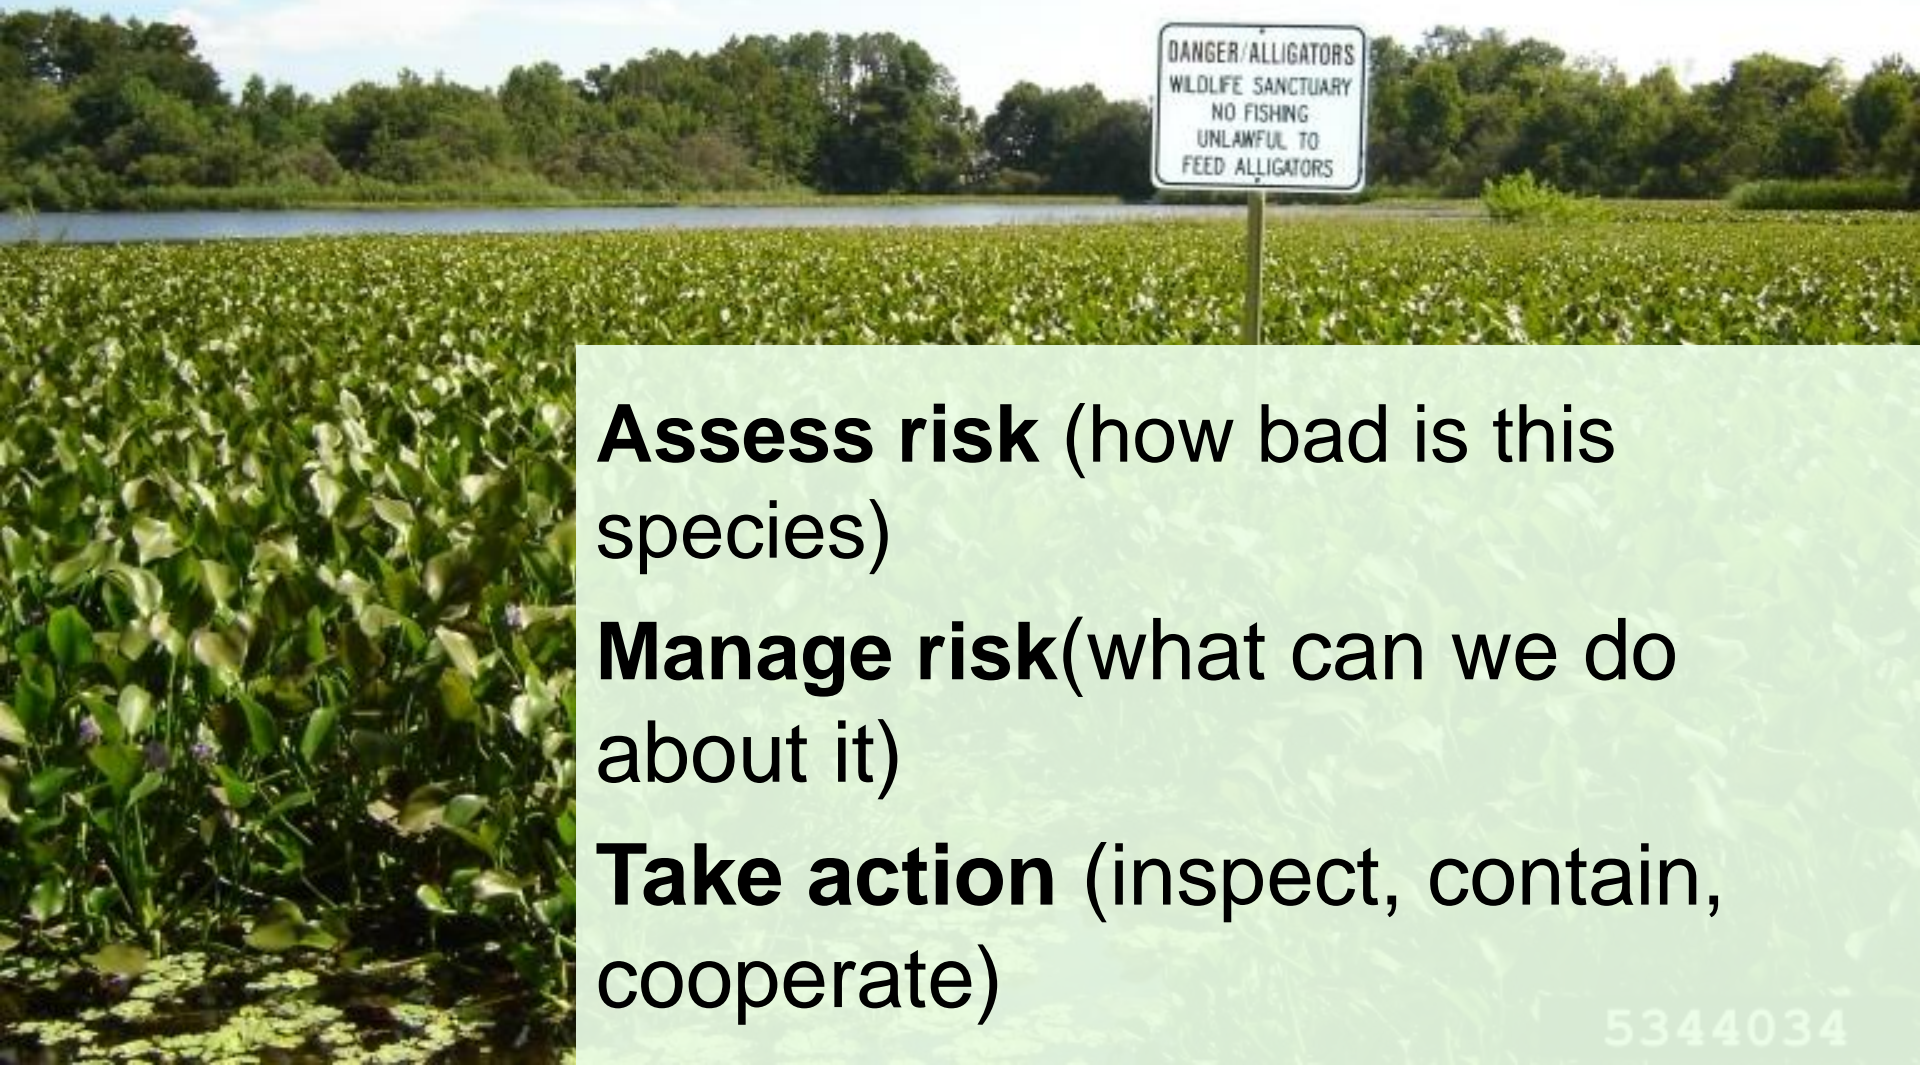 DANGER/ALLIGATORS
WILDLIFE SANCTUARY
NO FISHING
UNLAWFUL TO
FEED ALLIGATORS
Assess risk (how bad is this
species)
Manage risk(what can we do
about it)
Take action (inspect, contain,
cooperate)
5344034